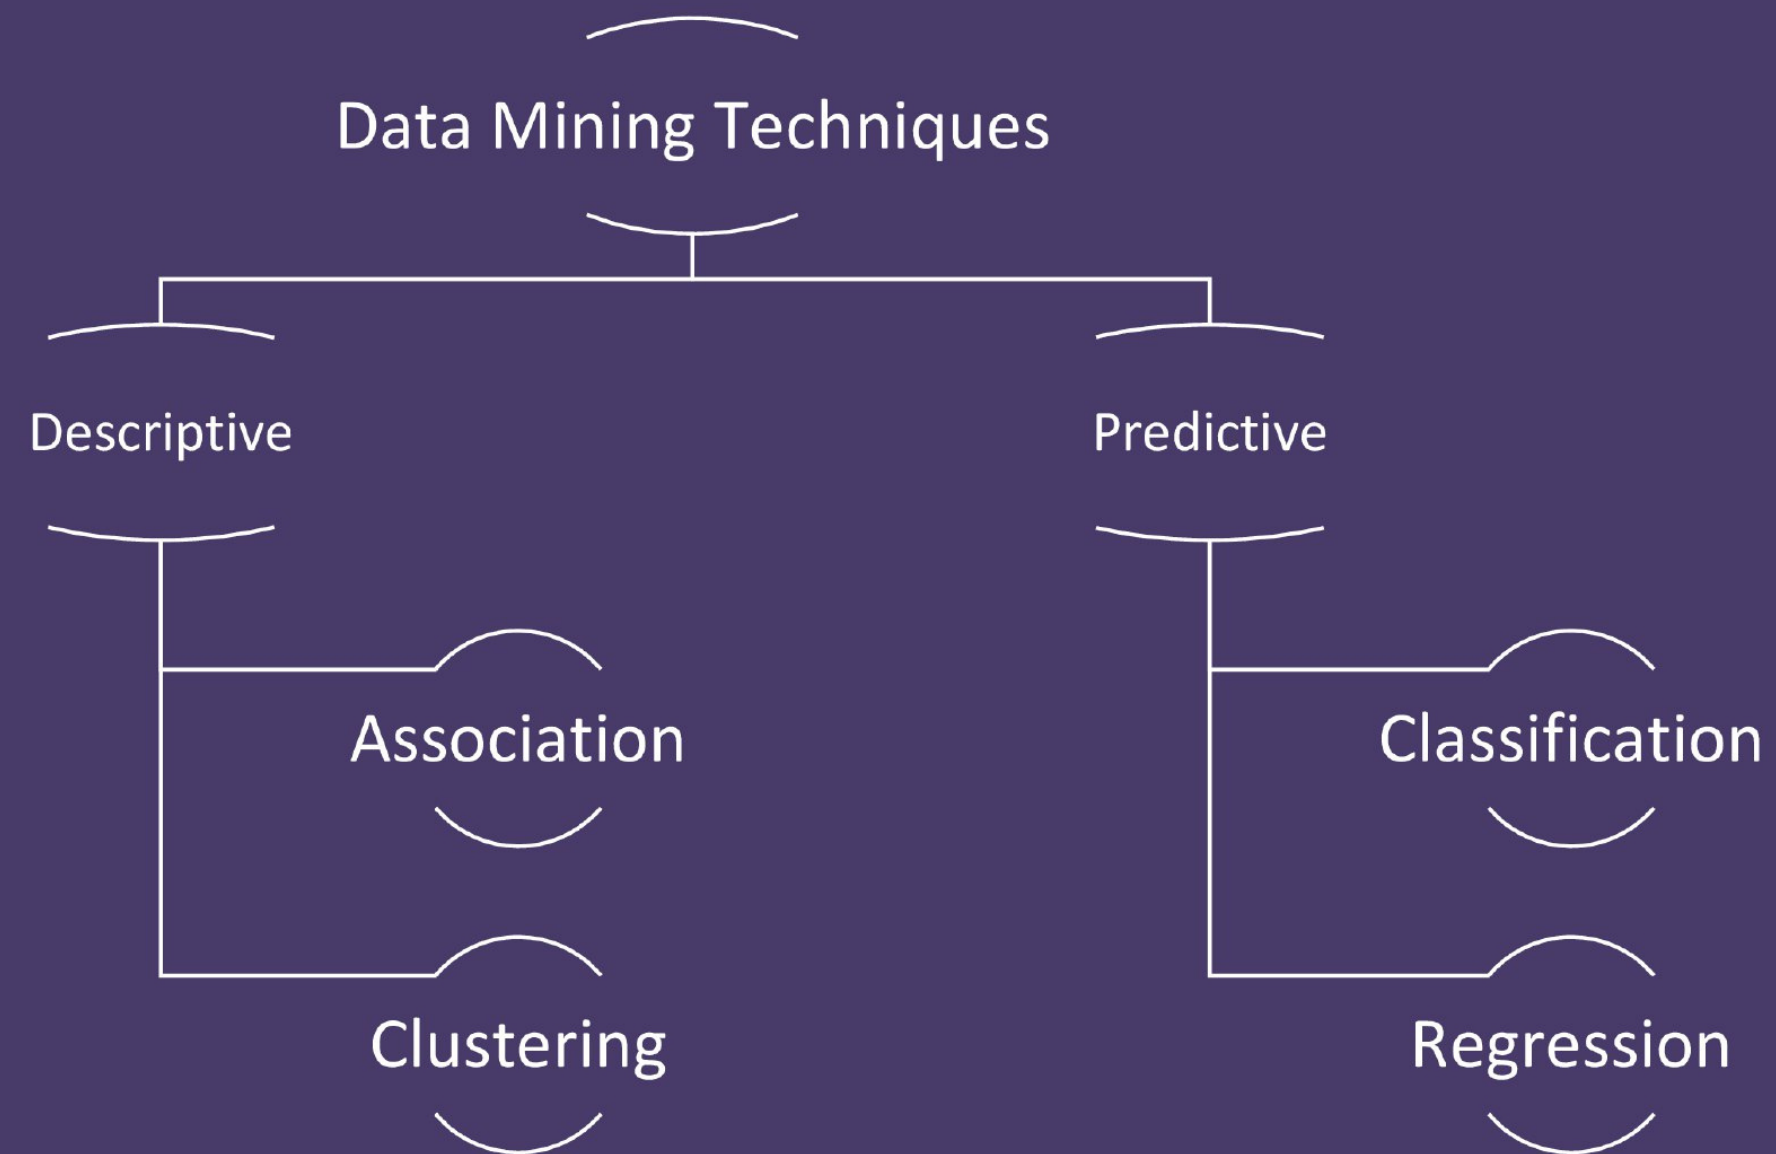 Data Mining Techniques
Descriptive
Predictive
Association
Classification
Clustering
Regression